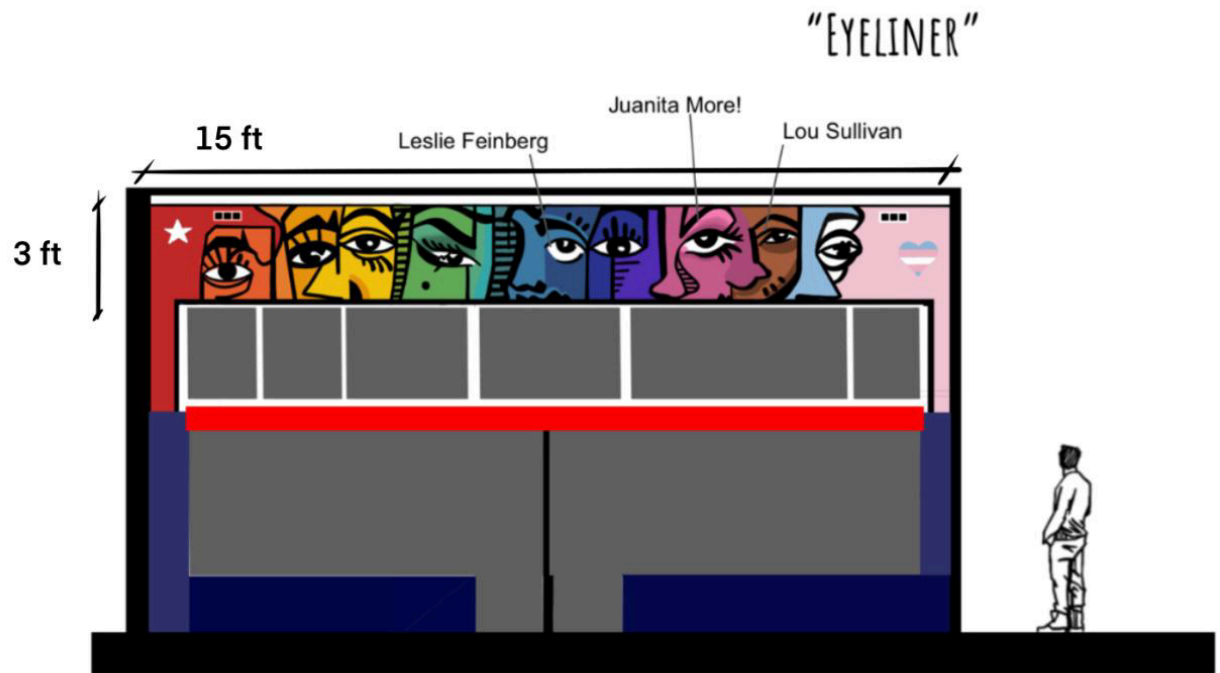 “EYELINER”
Juanita More!
15 ft
Leslie Feinberg
Lou Sullivan
3 ft